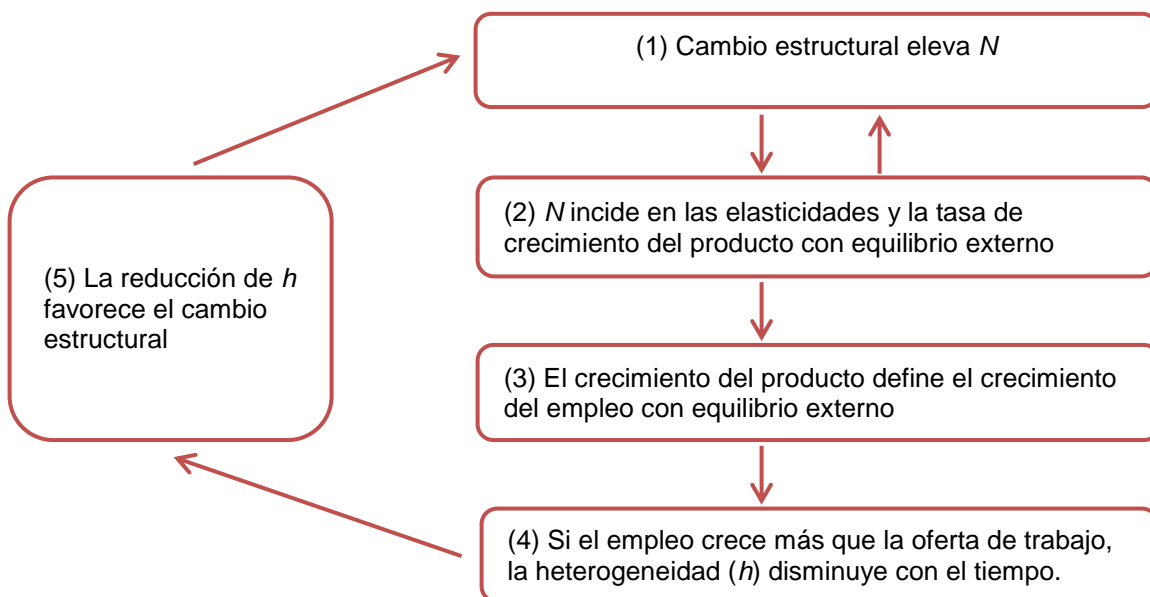 (1) Cambio estructural eleva N
(2) N incide en las elasticidades y la tasa de
crecimiento del producto con equilibrio externo
(3) El crecimiento del producto define el crecimiento
del empleo con equilibrio externo
(4) Si el empleo crece más que la oferta de trabajo,
la heterogeneidad (h) disminuye con el tiempo.
(5) La reducción de h
favorece el cambio
estructural